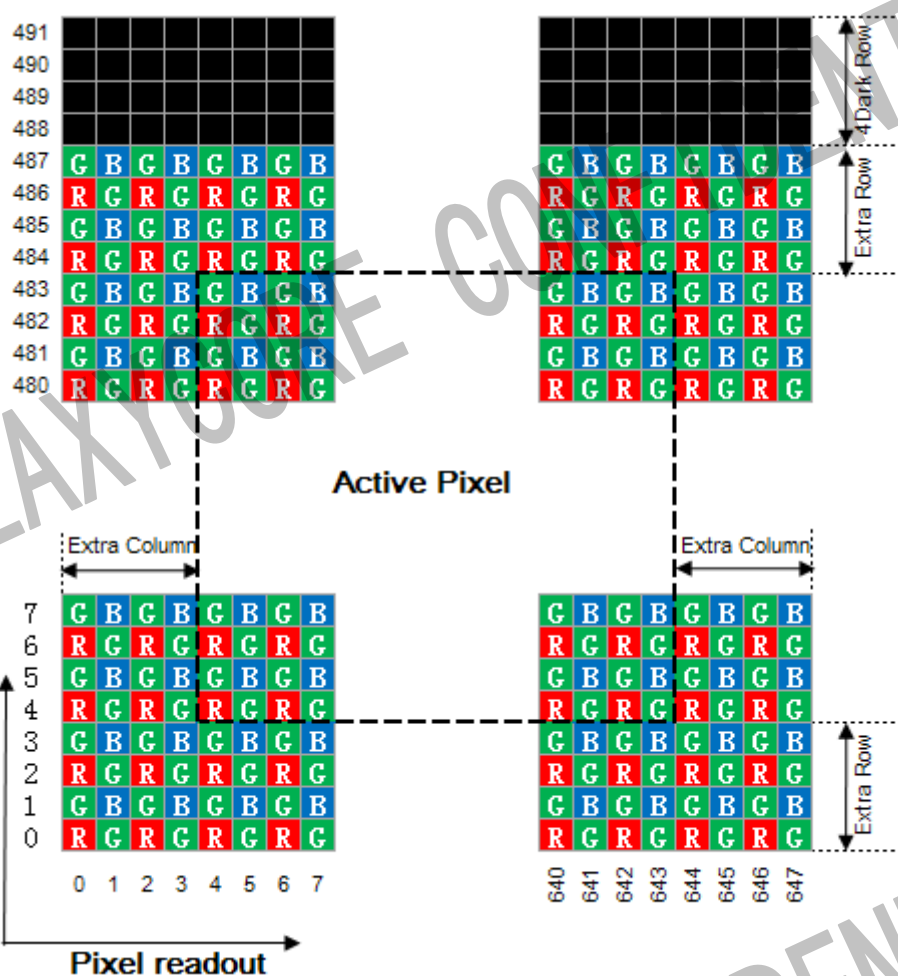 491
490
489
488
4Dark Row
487 G B G B G B G B G B G B G B G B
486 R G R G R G R G R G R G R G R G
485 G B G B G B G B G B G B G B G B
484 R G R G R G R G R G R G R G R G
Extra Row
483 G B G B G B G B G B G B G B G B
482 R G R G R G R G R G R G R G R G
481 G B G B G B G B G B G B G B G B
480 R G R G R G R G R G R G R G R G
LAXYCORE CONFIDENT
Active Pixel
Extra Column Extra Column
7 G B G B G B G B G B G B G B G B
6 R G R G R G R G R G R G R G R G
5 G B G B G B G B G B G B G B G B
4 R G R G R G R G R G R G R G R G
3 G B G B G B G B G B G B G B G B
2 R G R G R G R G R G R G R G R G
1 G B G B G B G B G B G B G B G B
0 R G R G R G R G R G R G R G R G
Extra Row
0 1 2 3 4 5 6 7 640 641 642 643 644 645 646 647
Pixel readout